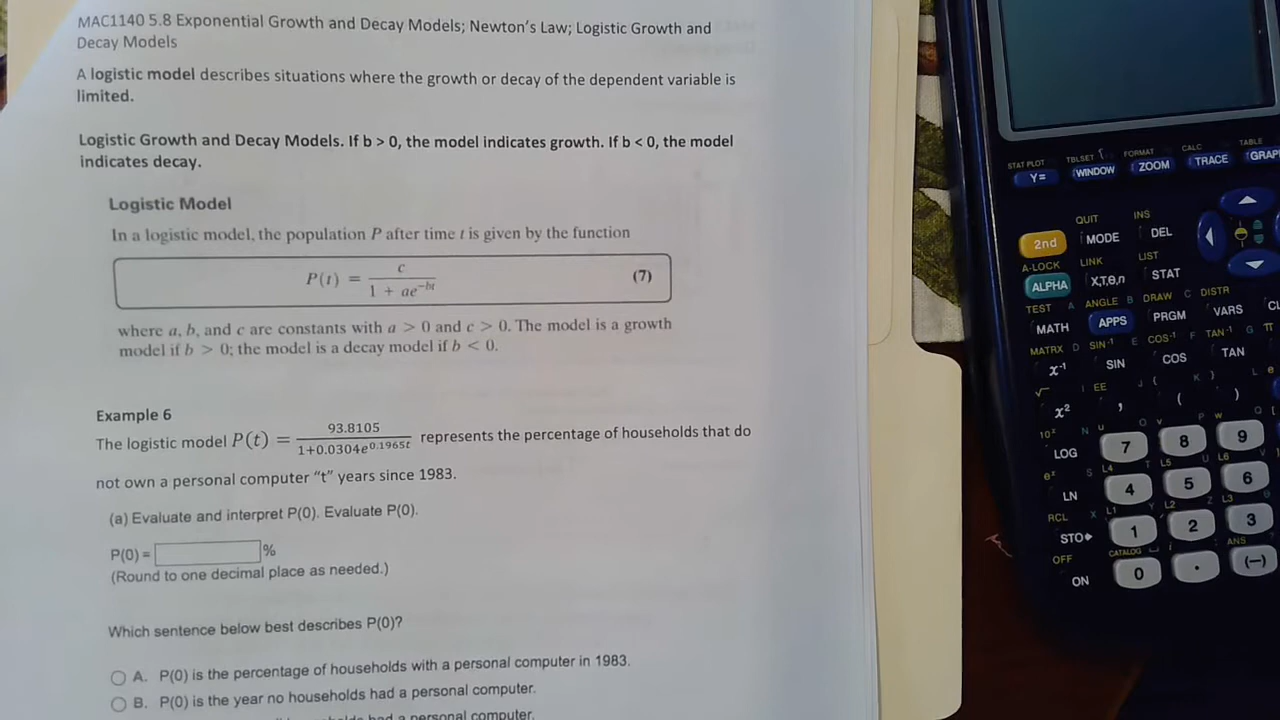 MAC1140 5.8 Exponential Growth and Decay Models; Newton's Law; Logistic Growth and
Decay Models
A logistic model describes situations where the growth or decay of the dependent variable is
limited.
Logistic Growth and Decay Models. If b > 0, the model indicates growth. If b < 0, the model
indicates decay.
Logistic Model
In a logistic model, the population P after time t is given by the function
P(t) = c / (1 + ae^{-bt}) (7)
where a, b, and c are constants with a > 0 and c > 0. The model is a growth
model if b > 0; the model is a decay model if b < 0.
Example 6
The logistic model P(t) = 93.8105 / (1+0.0304e^{0.1965t}) represents the percentage of households that do
not own a personal computer "t" years since 1983.
(a) Evaluate and interpret P(0). Evaluate P(0).
P(0) = %
(Round to one decimal place as needed.)
Which sentence below best describes P(0)?
A. P(0) is the percentage of households with a personal computer in 1983.
B. P(0) is the year no households had a personal computer.
had a personal computer.
STAT PLOT TBLSET FORMAT CALC TABLE
Y= WINDOW ZOOM TRACE
QUIT INS
2nd MODE DEL
A-LOCK LINK LIST
ALPHA X,T,θ,n STAT
TEST A ANGLE B DRAW C DISTR
MATH APPS PRGM VARS
MATRX D SIN⁻¹ E COS⁻¹ F TAN⁻¹ G π
x⁻¹ SIN COS TAN
√ I EE J { K } L e
x² , ( )
10ˣ N u O v P w Q
LOG 7 8 9
eˣ S L4 T L5 U L6 V
LN 4 5 6
RCL X L1 Y L2 Z L3 θ
STO▸ 1 2 3
OFF CATALOG i ANS
ON 0 . (−)